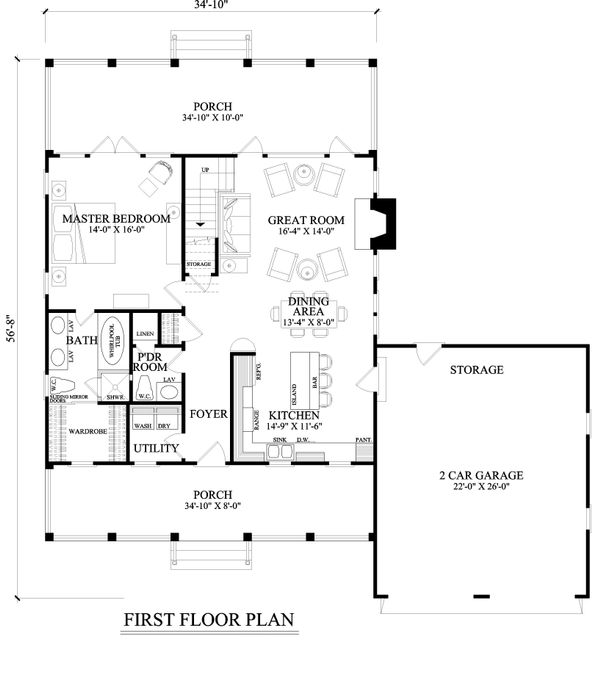 34'-10"
PORCH
34'-10" X 10'-0"
UP
MASTER BEDROOM
14'-0" X 16'-0"
GREAT ROOM
16'-4" X 14'-0"
STORAGE
DINING
AREA
13'-4" X 8'-0"
56'-8"
LAV
LAV
BATH
WHIRLPOOL
TUB
LINEN
P'DR
ROOM
W.C.
SLIDING MIRROR
DOORS
SHWR.
W.C.
LAV
REF'G.
ISLAND
BAR
STORAGE
WARDROBE
WASH
DRY
UTILITY
FOYER
RANGE
KITCHEN
14'-9" X 11'-6"
SINK
D.W.
PANT.
2 CAR GARAGE
22'-0" X 26'-0"
PORCH
34'-10" X 8'-0"
FIRST FLOOR PLAN